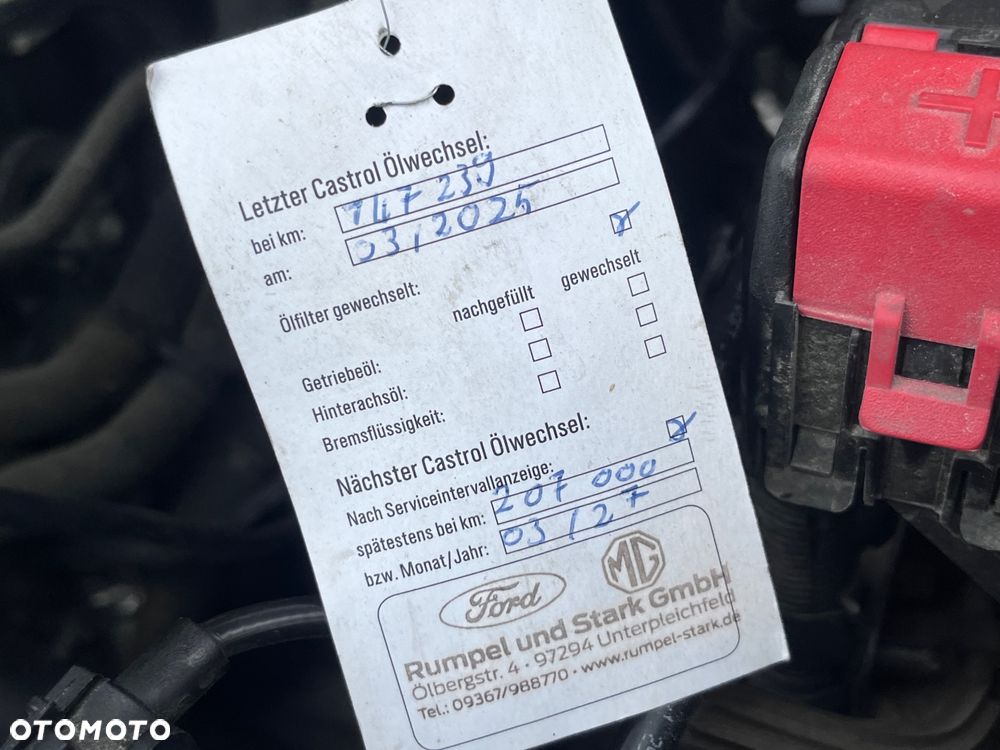 Letzter Castrol Ölwechsel:
bei km: 147 239
am: 03/2025
Ölfilter gewechselt:
nachgefüllt gewechselt
Getriebeöl:
Hinterachsöl:
Bremsflüssigkeit:
Nächster Castrol Ölwechsel:
Nach Serviceintervallanzeige:
spätestens bei km: 207 000
bzw. Monat/Jahr: 03/27
Ford MG
Rumpel und Stark GmbH
Ölbergstr. 4 · 97294 Unterpleichfeld
Tel.: 09367/988770 · www.rumpel-stark.de
OTOMOTO